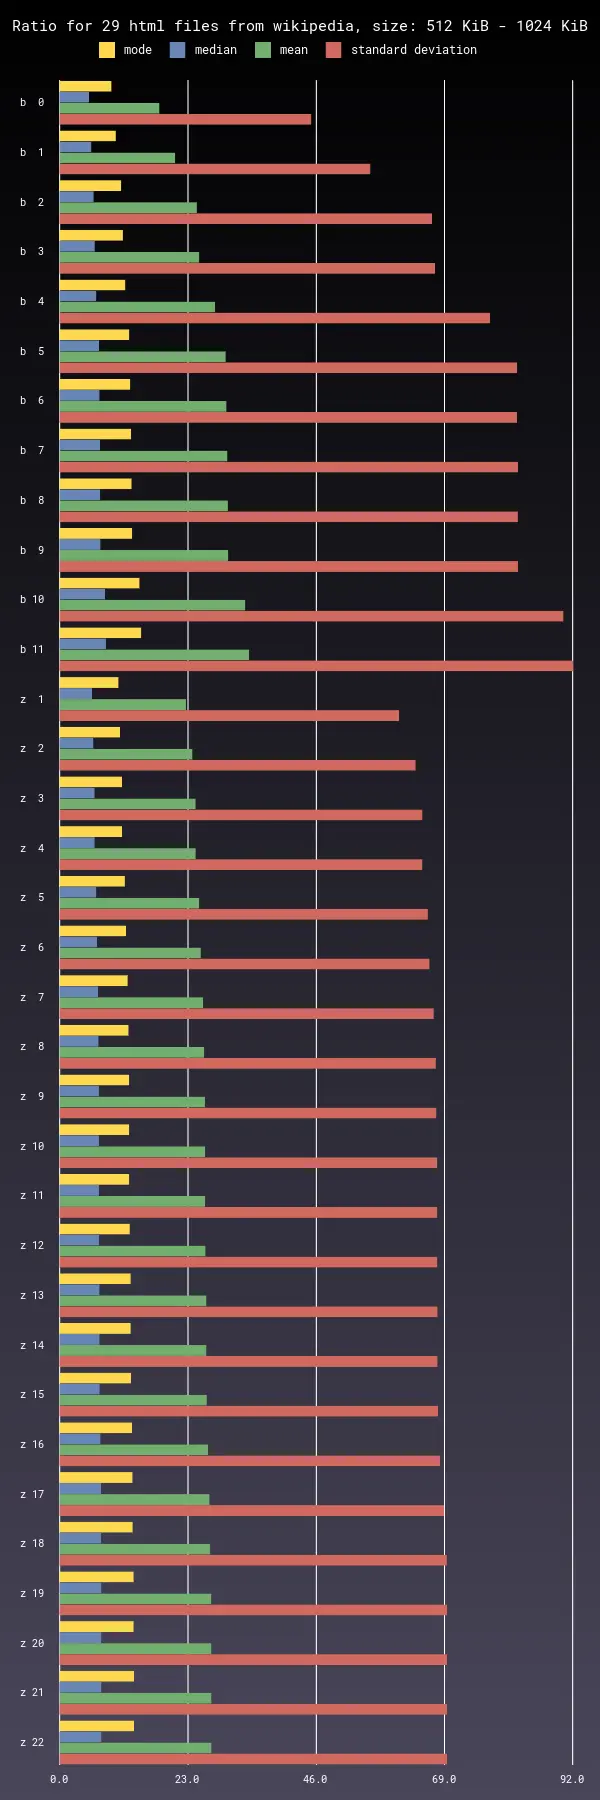 Ratio for 29 html files from wikipedia, size: 512 KiB - 1024 KiB
mode median mean standard deviation
b 0
b 1
b 2
b 3
b 4
b 5
b 6
b 7
b 8
b 9
b 10
b 11
z 1
z 2
z 3
z 4
z 5
z 6
z 7
z 8
z 9
z 10
z 11
z 12
z 13
z 14
z 15
z 16
z 17
z 18
z 19
z 20
z 21
z 22
0.0 23.0 46.0 69.0 92.0